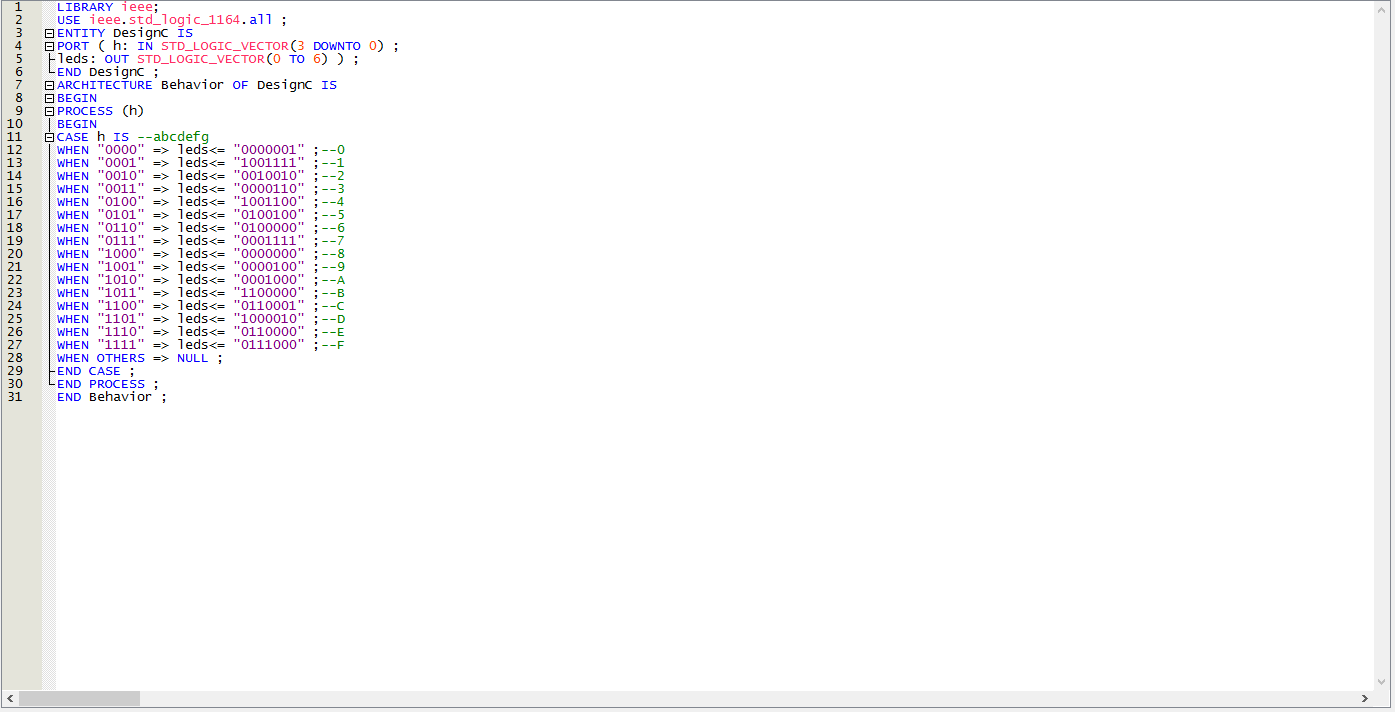 1 LIBRARY ieee;
2 USE ieee.std_logic_1164.all ;
3 ENTITY DesignC IS
4 PORT ( h: IN STD_LOGIC_VECTOR(3 DOWNTO 0) ;
5 leds: OUT STD_LOGIC_VECTOR(0 TO 6) ) ;
6 END DesignC ;
7 ARCHITECTURE Behavior OF DesignC IS
8 BEGIN
9 PROCESS (h)
10 BEGIN
11 CASE h IS --abcdefg
12 WHEN "0000" => leds<= "0000001" ;--0
13 WHEN "0001" => leds<= "1001111" ;--1
14 WHEN "0010" => leds<= "0010010" ;--2
15 WHEN "0011" => leds<= "0000110" ;--3
16 WHEN "0100" => leds<= "1001100" ;--4
17 WHEN "0101" => leds<= "0100100" ;--5
18 WHEN "0110" => leds<= "0100000" ;--6
19 WHEN "0111" => leds<= "0001111" ;--7
20 WHEN "1000" => leds<= "0000000" ;--8
21 WHEN "1001" => leds<= "0000100" ;--9
22 WHEN "1010" => leds<= "0001000" ;--A
23 WHEN "1011" => leds<= "1100000" ;--B
24 WHEN "1100" => leds<= "0110001" ;--C
25 WHEN "1101" => leds<= "1000010" ;--D
26 WHEN "1110" => leds<= "0110000" ;--E
27 WHEN "1111" => leds<= "0111000" ;--F
28 WHEN OTHERS => NULL ;
29 END CASE ;
30 END PROCESS ;
31 END Behavior ;